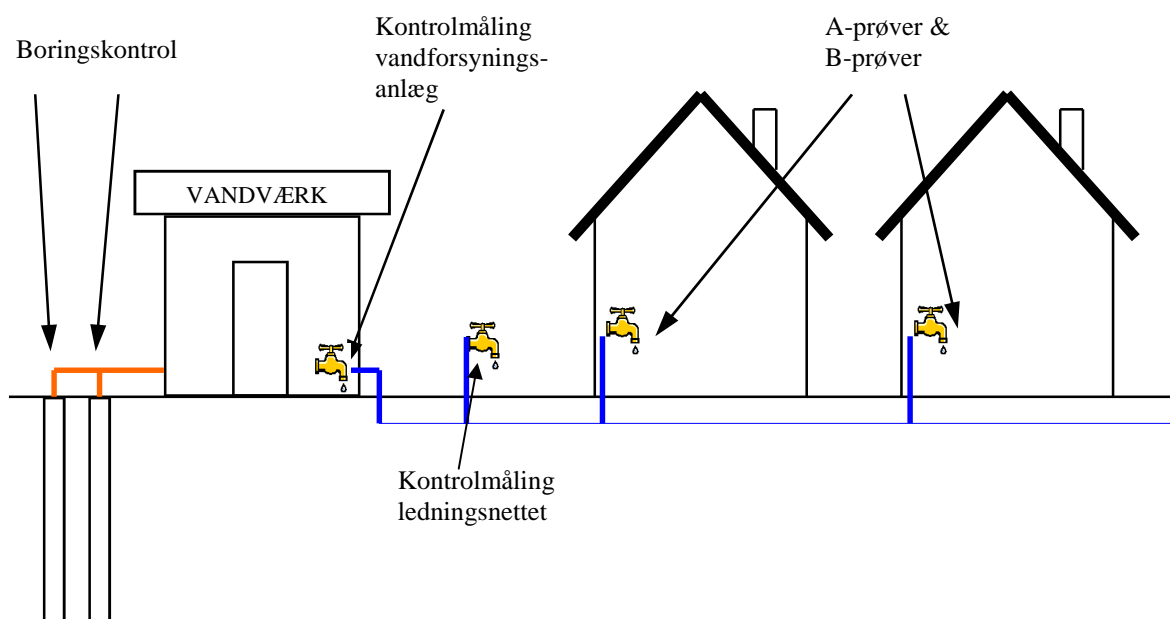 Boringskontrol
Kontrolmåling
vandforsynings-
anlæg
A-prøver &
B-prøver
VANDVÆRK
Kontrolmåling
ledningsnettet